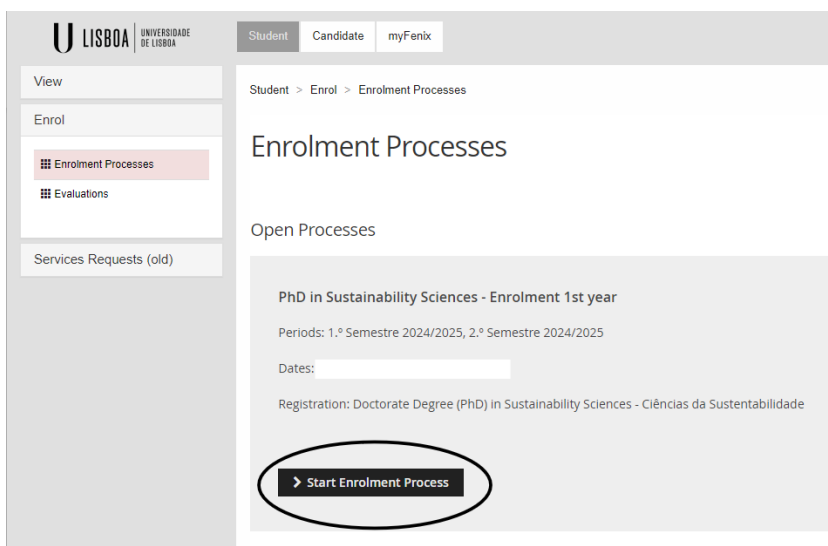 LISBOA UNIVERSIDADE DE LISBOA
Student Candidate myFenix
View
Enrol
Enrolment Processes
Evaluations
Services Requests (old)
Student > Enrol > Enrolment Processes
Enrolment Processes
Open Processes
PhD in Sustainability Sciences - Enrolment 1st year
Periods: 1.º Semestre 2024/2025, 2.º Semestre 2024/2025
Dates:
Registration: Doctorate Degree (PhD) in Sustainability Sciences - Ciências da Sustentabilidade
Start Enrolment Process